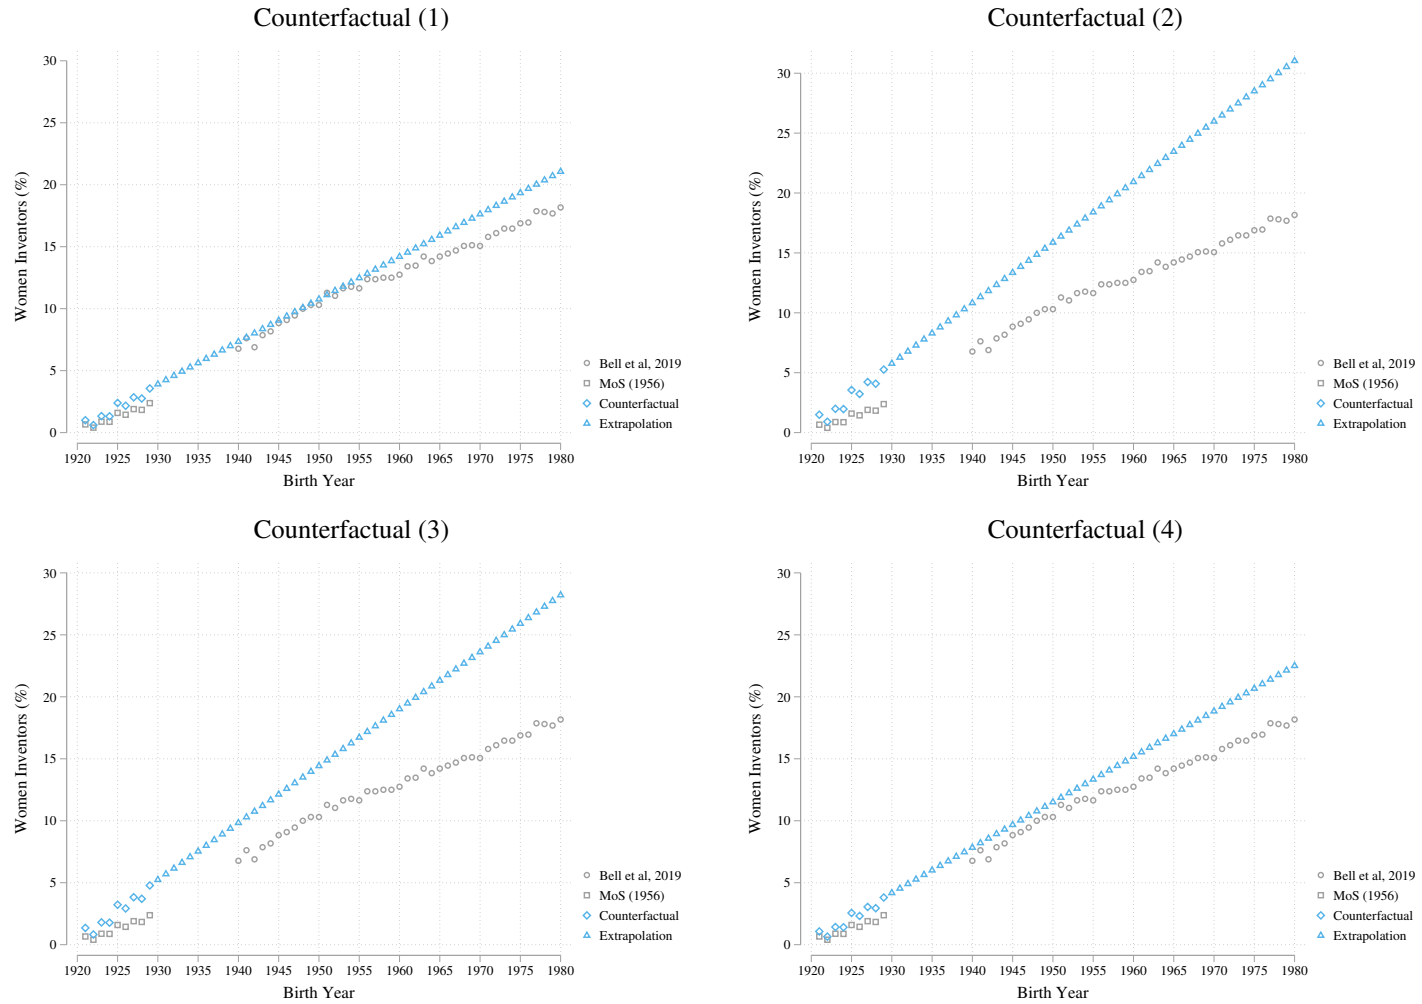 Counterfactual (1)
Women Inventors (%)
30
25
20
15
10
5
0
1920 1925 1930 1935 1940 1945 1950 1955 1960 1965 1970 1975 1980
Birth Year
Bell et al, 2019
MoS (1956)
Counterfactual
Extrapolation
Counterfactual (2)
Women Inventors (%)
30
25
20
15
10
5
0
1920 1925 1930 1935 1940 1945 1950 1955 1960 1965 1970 1975 1980
Birth Year
Bell et al, 2019
MoS (1956)
Counterfactual
Extrapolation
Counterfactual (3)
Women Inventors (%)
30
25
20
15
10
5
0
1920 1925 1930 1935 1940 1945 1950 1955 1960 1965 1970 1975 1980
Birth Year
Bell et al, 2019
MoS (1956)
Counterfactual
Extrapolation
Counterfactual (4)
Women Inventors (%)
30
25
20
15
10
5
0
1920 1925 1930 1935 1940 1945 1950 1955 1960 1965 1970 1975 1980
Birth Year
Bell et al, 2019
MoS (1956)
Counterfactual
Extrapolation